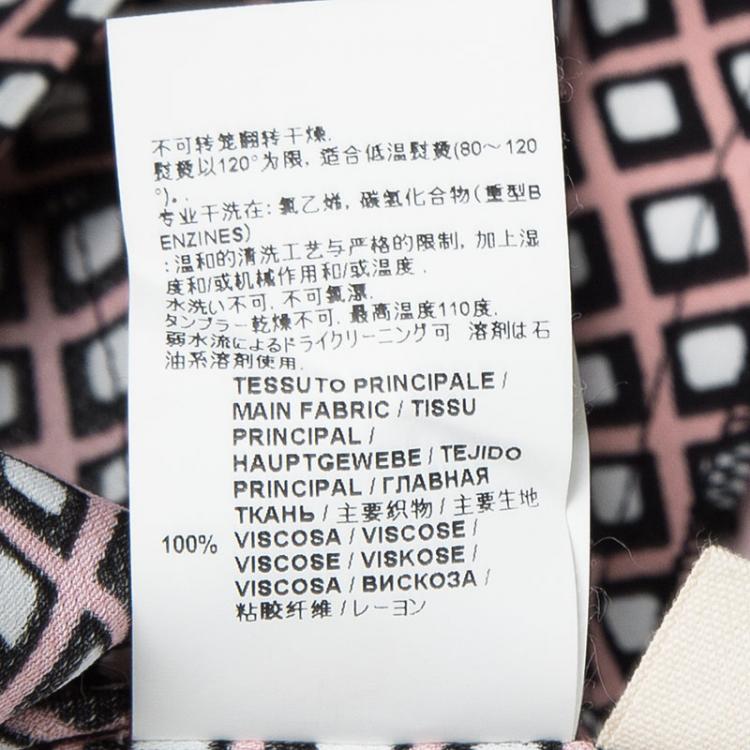 不可转笼翻转干燥.
熨烫以120°为限, 适合低温熨烫(80～120
°)。.
专业干洗在: 氯乙烯, 碳氢化合物(重型B
ENZINES)
:温和的清洗工艺与严格的限制, 加上湿
度和/或机械作用和/或温度 .
水洗い不可. 不可氯漂.
タンブラー乾燥不可. 最高温度110度.
弱水流によるドライクリーニング可 溶剤は石
油系溶剤使用.
TESSUTO PRINCIPALE /
MAIN FABRIC / TISSU
PRINCIPAL /
HAUPTGEWEBE / TEJIDO
PRINCIPAL / ГЛАВНАЯ
ТКАНЬ / 主要织物 / 主要生地
100% VISCOSA / VISCOSE /
VISCOSE / VISKOSE /
VISCOSA / ВИСКОЗА /
粘胶纤维 / レーヨン